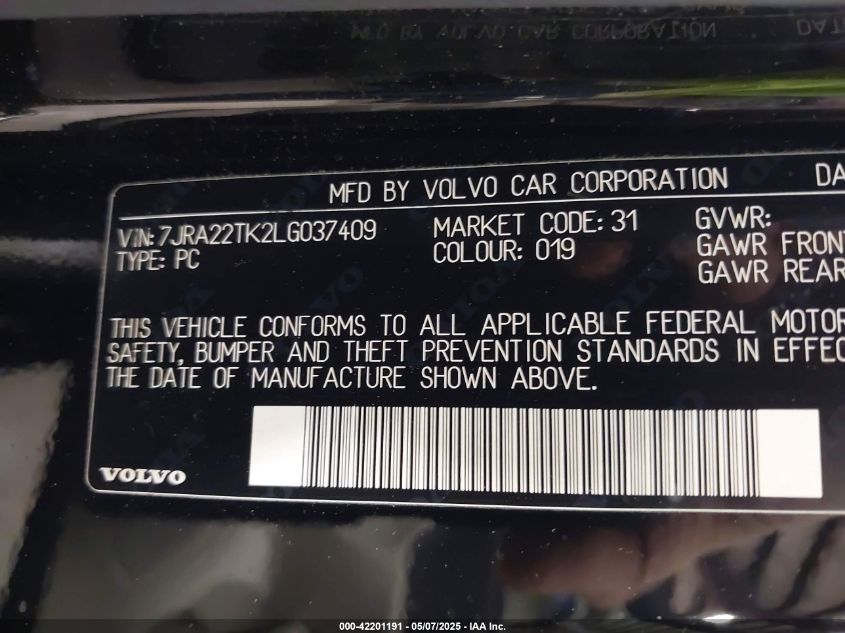 MFD BY VOLVO CAR CORPORATION DA
VIN: 7JRA22TK2LG037409 MARKET CODE: 31 GVWR:
TYPE: PC COLOUR: 019 GAWR FRONT
GAWR REAR
THIS VEHICLE CONFORMS TO ALL APPLICABLE FEDERAL MOTOR
SAFETY, BUMPER AND THEFT PREVENTION STANDARDS IN EFFEC
THE DATE OF MANUFACTURE SHOWN ABOVE.
VOLVO
000-42201191 - 05/07/2025 - IAA Inc.